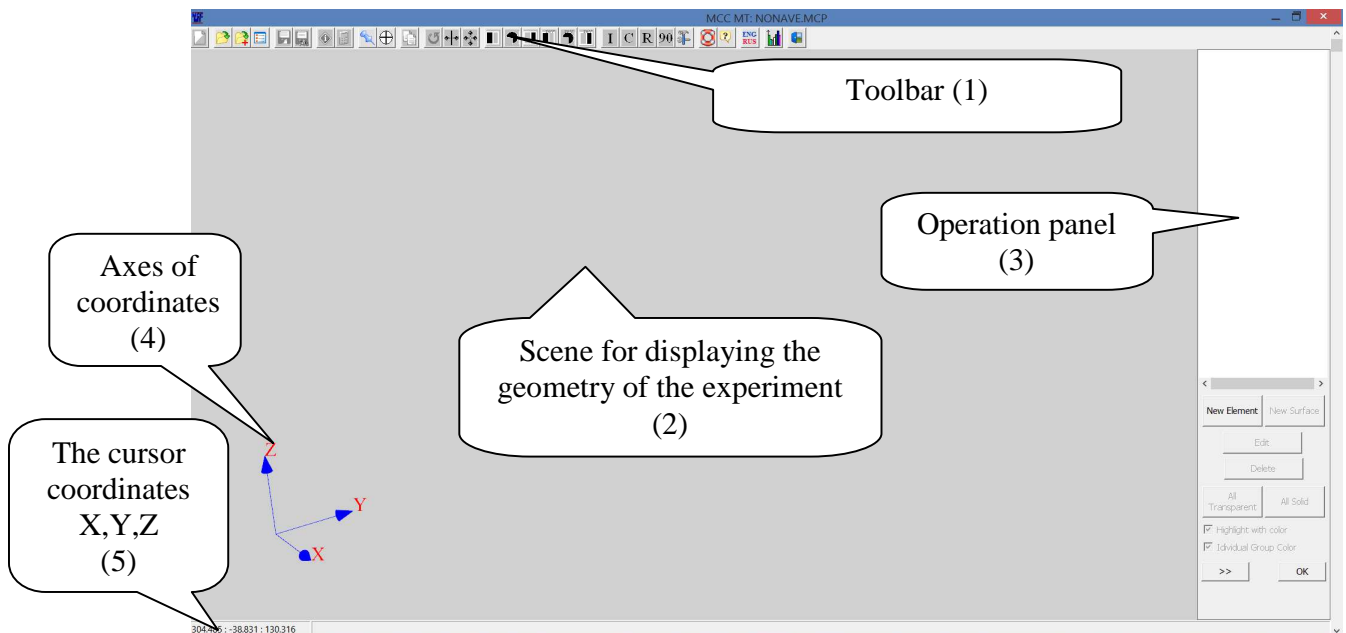 MCC MT: NONAVE.MCP
I C R 90 ? ENG
RUS
Toolbar (1)
Operation panel
(3)
Axes of
coordinates
(4)
Scene for displaying the
geometry of the experiment
(2)
The cursor
coordinates
X,Y,Z
(5)
Z
Y
X
New Element New Surface
Edit
Delete
All
Transparent All Solid
Highlight with color
Idividual Group Color
>> OK
: -38.831 : 130.316